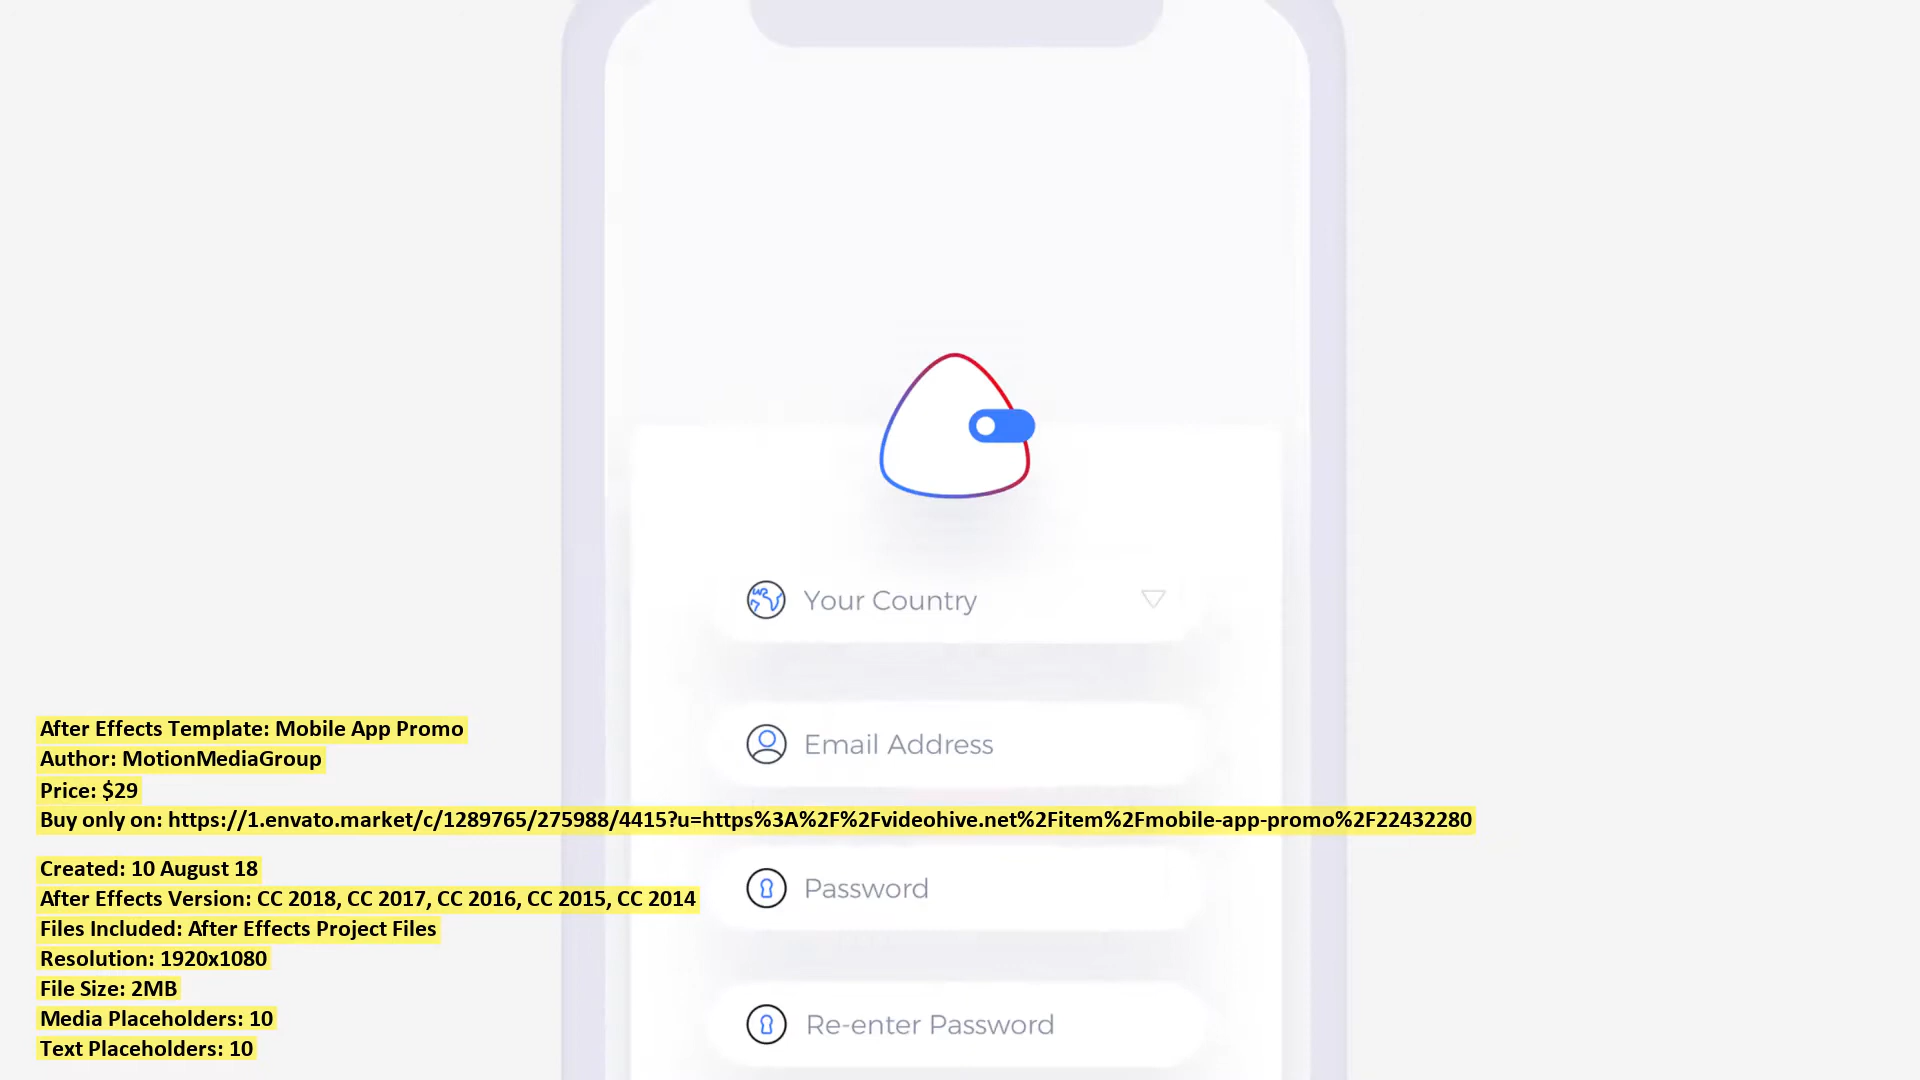 Your Country
Email Address
Password
Re-enter Password
After Effects Template: Mobile App Promo
Author: MotionMediaGroup
Price: $29
Buy only on: https://1.envato.market/c/1289765/275988/4415?u=https%3A%2F%2Fvideohive.net%2Fitem%2Fmobile-app-promo%2F22432280
Created: 10 August 18
After Effects Version: CC 2018, CC 2017, CC 2016, CC 2015, CC 2014
Files Included: After Effects Project Files
Resolution: 1920x1080
File Size: 2MB
Media Placeholders: 10
Text Placeholders: 10